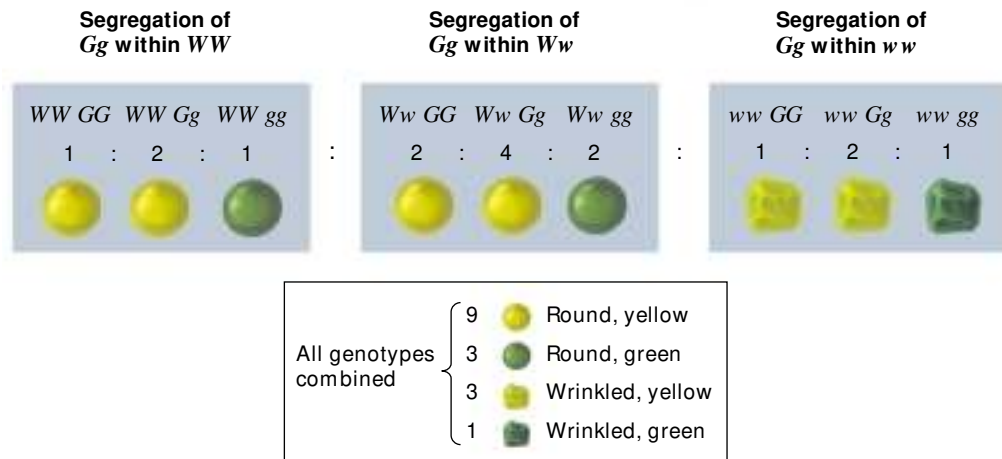 Segregation of
Gg within WW
Segregation of
Gg within Ww
Segregation of
Gg within ww
WW GG WW Gg WW gg
1 : 2 : 1
:
Ww GG Ww Gg Ww gg
2 : 4 : 2
:
ww GG ww Gg ww gg
1 : 2 : 1
All genotypes
combined
9 Round, yellow
3 Round, green
3 Wrinkled, yellow
1 Wrinkled, green